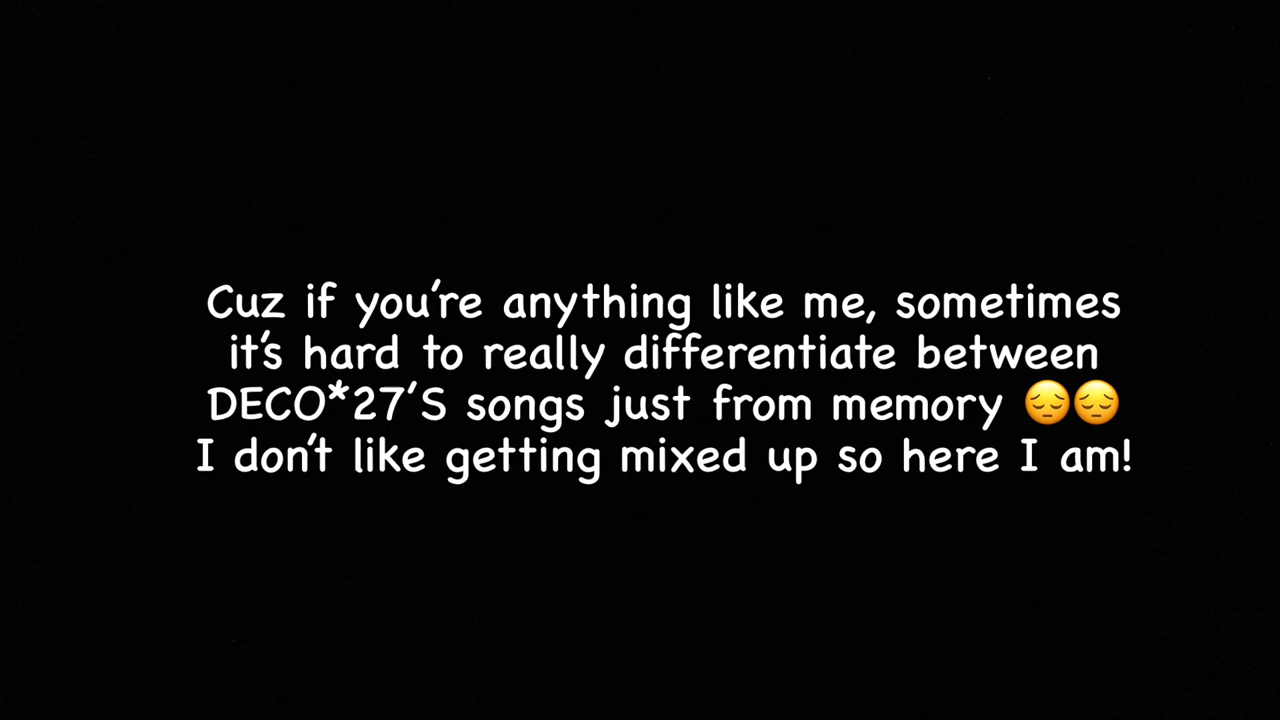 Cuz if you're anything like me, sometimes
it's hard to really differentiate between
DECO*27'S songs just from memory 😔😔
I don't like getting mixed up so here I am!